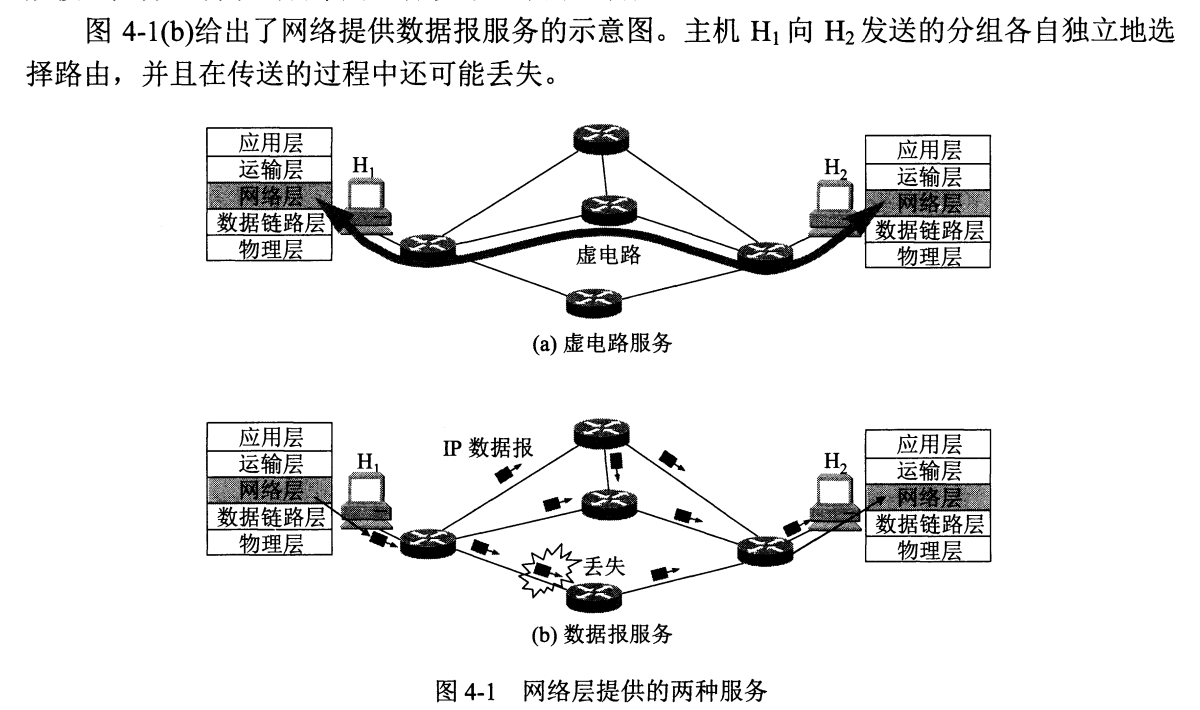 图 4-1(b)给出了网络提供数据报服务的示意图。主机 H₁ 向 H₂ 发送的分组各自独立地选
择路由，并且在传送的过程中还可能丢失。
应用层
运输层
网络层
数据链路层
物理层
H₁
虚电路
H₂
应用层
运输层
网络层
数据链路层
物理层
(a) 虚电路服务
应用层
运输层
网络层
数据链路层
物理层
H₁
IP 数据报
丢失
H₂
应用层
运输层
网络层
数据链路层
物理层
(b) 数据报服务
图 4-1 网络层提供的两种服务